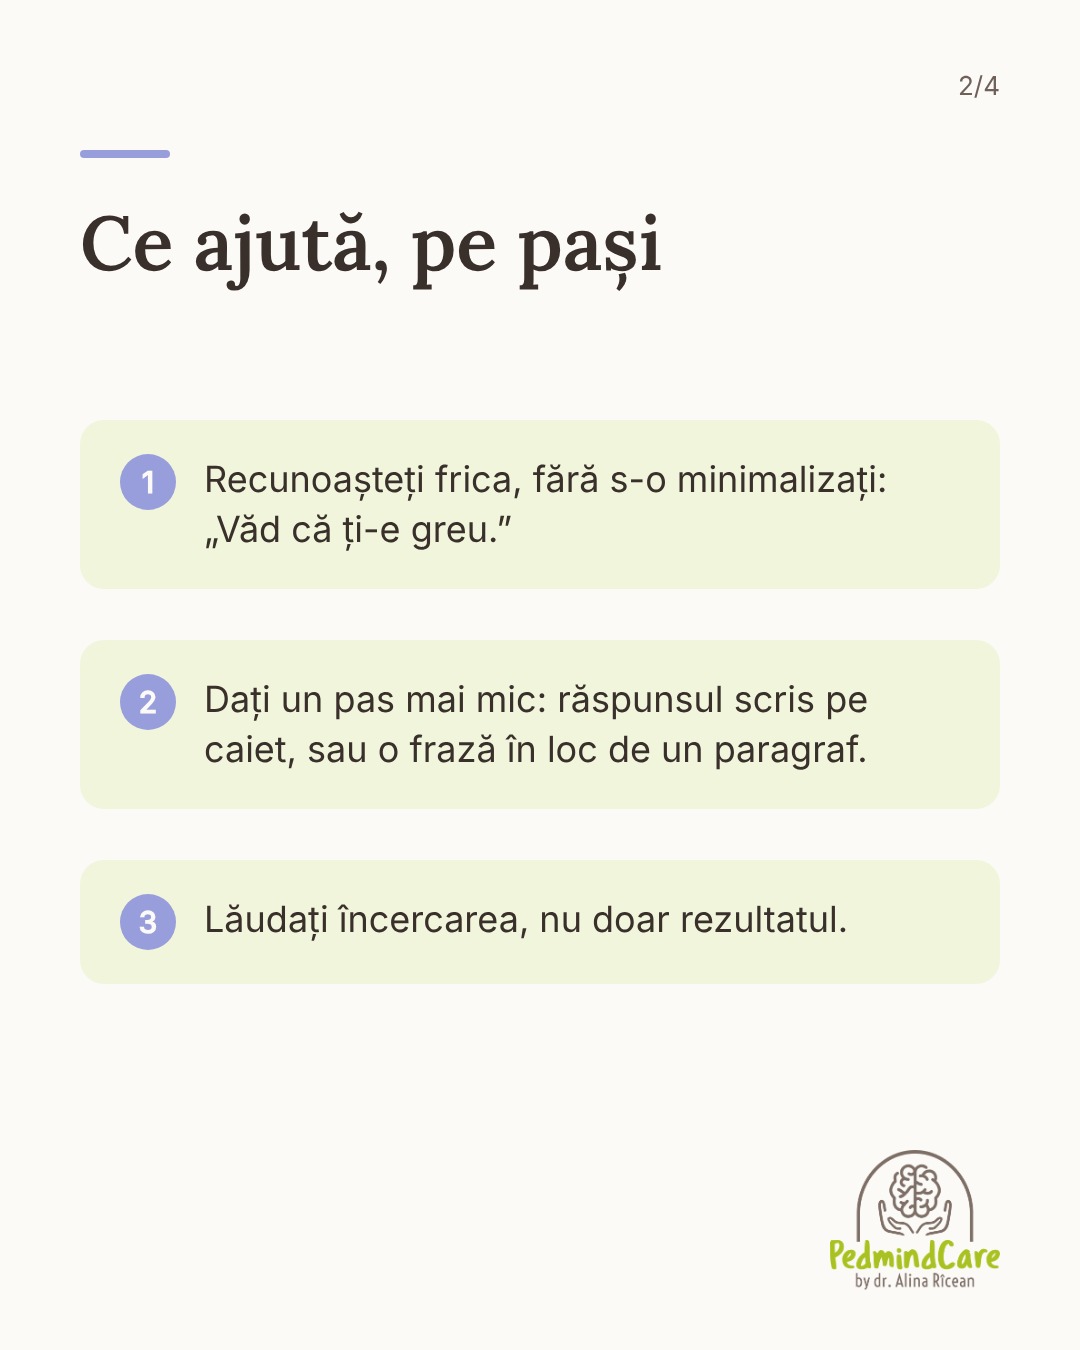 2/4
Ce ajută, pe pași
1
Recunoașteți frica, fără s-o minimalizați:
„Văd că ți-e greu.”
2
Dați un pas mai mic: răspunsul scris pe
caiet, sau o frază în loc de un paragraf.
3
Lăudați încercarea, nu doar rezultatul.
PedmindCare
by dr. Alina Rîcean